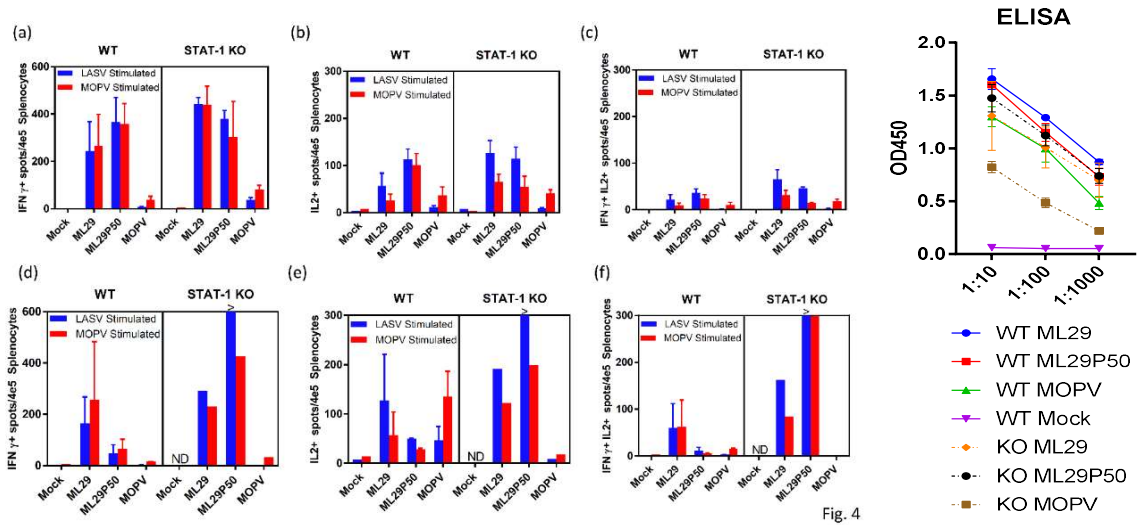 (a)
WT
STAT-1 KO
LASV Stimulated
MOPV Stimulated
IFN γ+ spots/4e5 Splenocytes
600
400
200
0
Mock
ML29
ML29P50
MOPV
Mock
ML29
ML29P50
MOPV
(b)
WT
STAT-1 KO
LASV Stimulated
MOPV Stimulated
IL2+ spots/4e5 Splenocytes
300
200
100
0
Mock
ML29
ML29P50
MOPV
Mock
ML29
ML29P50
MOPV
(c)
WT
STAT-1 KO
LASV Stimulated
MOPV Stimulated
IFN γ+ IL2+ spots/4e5 Splenocytes
300
200
100
0
Mock
ML29
ML29P50
MOPV
Mock
ML29
ML29P50
MOPV
ELISA
OD450
2.0
1.5
1.0
0.5
0.0
1:10
1:100
1:1000
WT ML29
WT ML29P50
WT MOPV
WT Mock
KO ML29
KO ML29P50
KO MOPV
(d)
WT
STAT-1 KO
>
LASV Stimulated
MOPV Stimulated
IFN γ+ spots/4e5 Splenocytes
600
400
200
0
ND
Mock
ML29
ML29P50
MOPV
Mock
ML29
ML29P50
MOPV
(e)
WT
STAT-1 KO
>
LASV Stimulated
MOPV Stimulated
IL2+ spots/4e5 Splenocytes
300
200
100
0
ND
Mock
ML29
ML29P50
MOPV
Mock
ML29
ML29P50
MOPV
(f)
WT
STAT-1 KO
>
LASV Stimulated
MOPV Stimulated
IFN γ+ IL2+ spots/4e5 Splenocytes
300
200
100
0
ND
Mock
ML29
ML29P50
MOPV
Mock
ML29
ML29P50
MOPV
Fig. 4